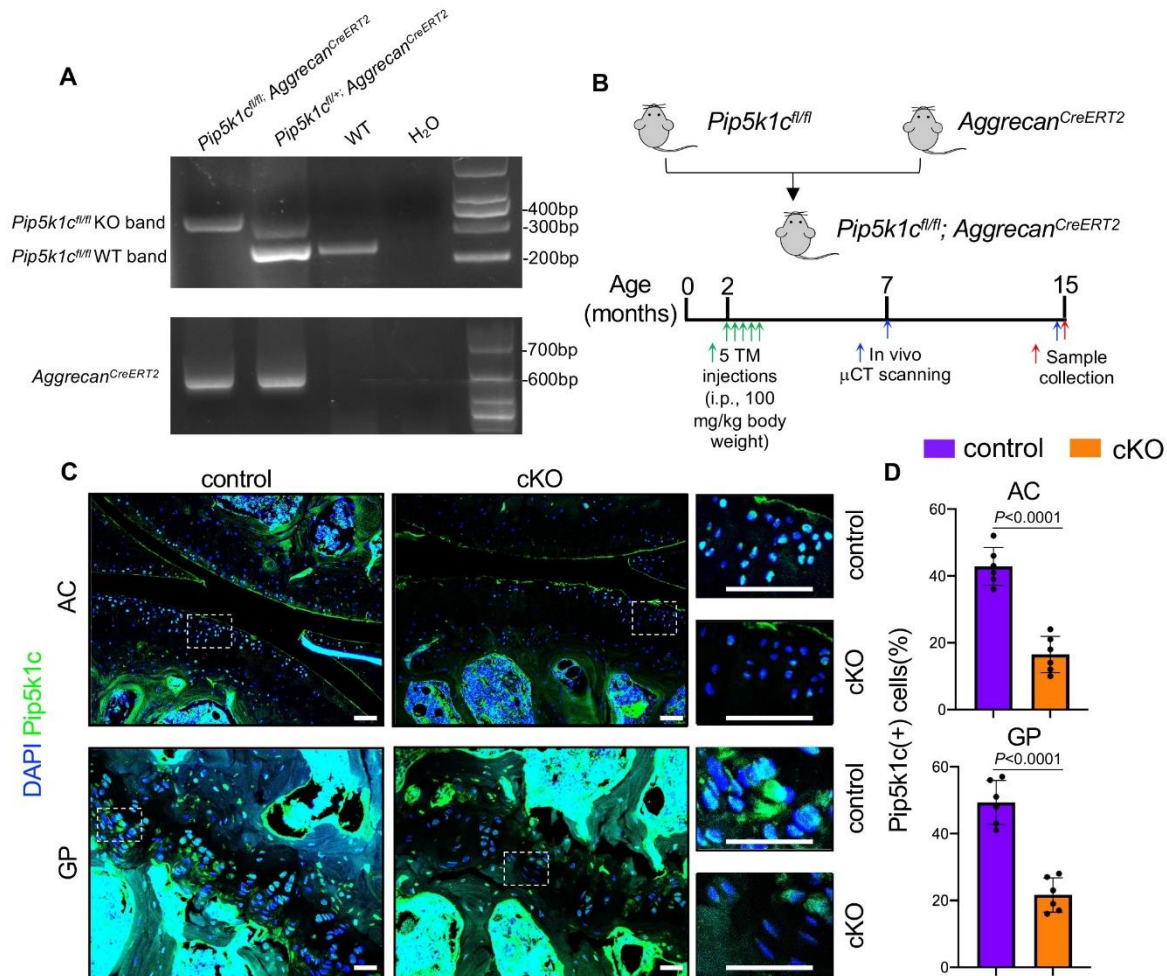 A
Pip5k1c^fl/fl; Aggrecan^CreERT2
Pip5k1c^fl/+; Aggrecan^CreERT2
WT
H₂O
Pip5k1c^fl/fl KO band
Pip5k1c^fl/fl WT band
-400bp
-300bp
-200bp
Aggrecan^CreERT2
-700bp
-600bp
B
Pip5k1c^fl/fl
Aggrecan^CreERT2
Pip5k1c^fl/fl; Aggrecan^CreERT2
Age
(months)
0
2
7
15
↑5 TM
injections
(i.p., 100
mg/kg body
weight)
↑ In vivo
μCT scanning
↑ Sample
collection
C
control
cKO
AC
GP
DAPI Pip5k1c
control
cKO
control
cKO
control
cKO
D
AC
P<0.0001
60
40
20
0
GP
P<0.0001
60
40
20
0
Pip5k1c(+) cells(%)